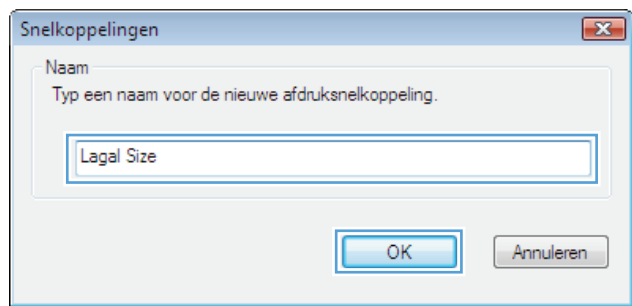 Snelkoppelingen
Naam
Typ een naam voor de nieuwe afdruksnelkoppeling.
Lagal Size
OK
Annuleren